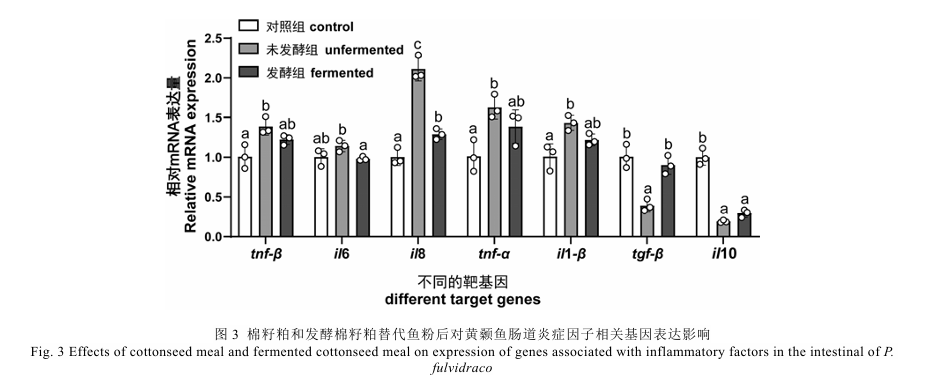 对照组 control
未发酵组 unfermented
发酵组 fermented
相对mRNA表达量
Relative mRNA expression
2.5
2.0
1.5
1.0
0.5
0.0
a b ab
ab b a
a c b
a b ab
a b ab
b a b
b a a
tnf-β il6 il8 tnf-α il1-β tgf-β il10
不同的靶基因
different target genes
图 3 棉籽粕和发酵棉籽粕替代鱼粉后对黄颡鱼肠道炎症因子相关基因表达影响
Fig. 3 Effects of cottonseed meal and fermented cottonseed meal on expression of genes associated with inflammatory factors in the intestinal of P.
fulvidraco